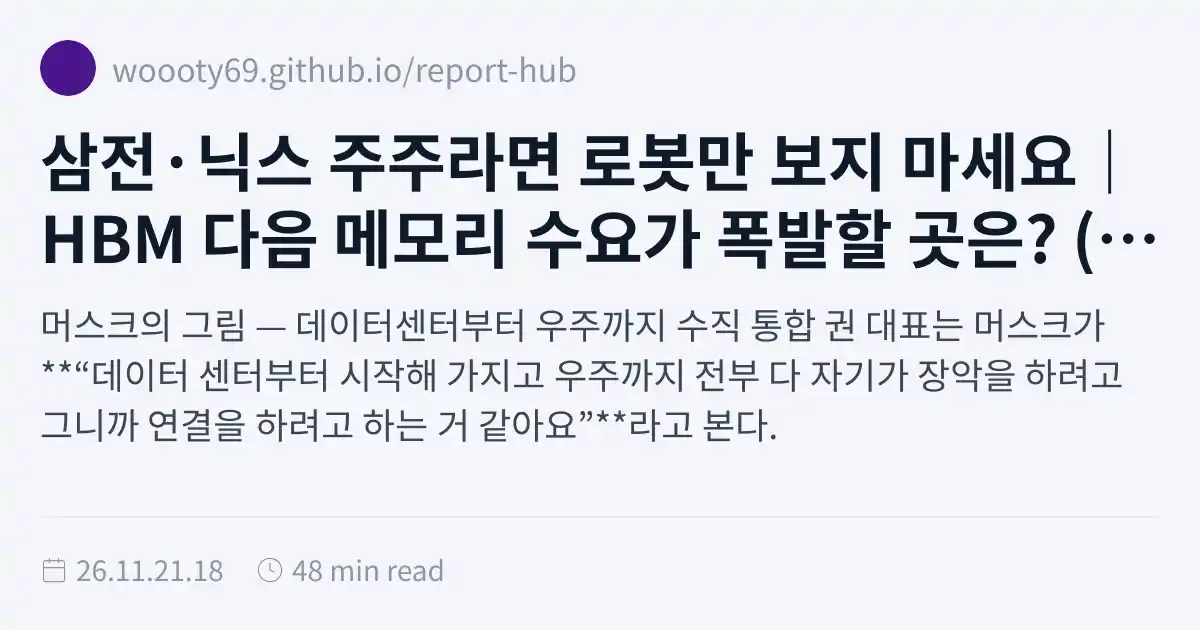 woooty69.github.io/report-hub
삼전·닉스 주주라면 로봇만 보지 마세요｜
HBM 다음 메모리 수요가 폭발할 곳은? (…
머스크의 그림 — 데이터센터부터 우주까지 수직 통합 권 대표는 머스크가
**“데이터 센터부터 시작해 가지고 우주까지 전부 다 자기가 장악을 하려고
그니까 연결을 하려고 하는 거 같아요”**라고 본다.
26.11.21.18 48 min read